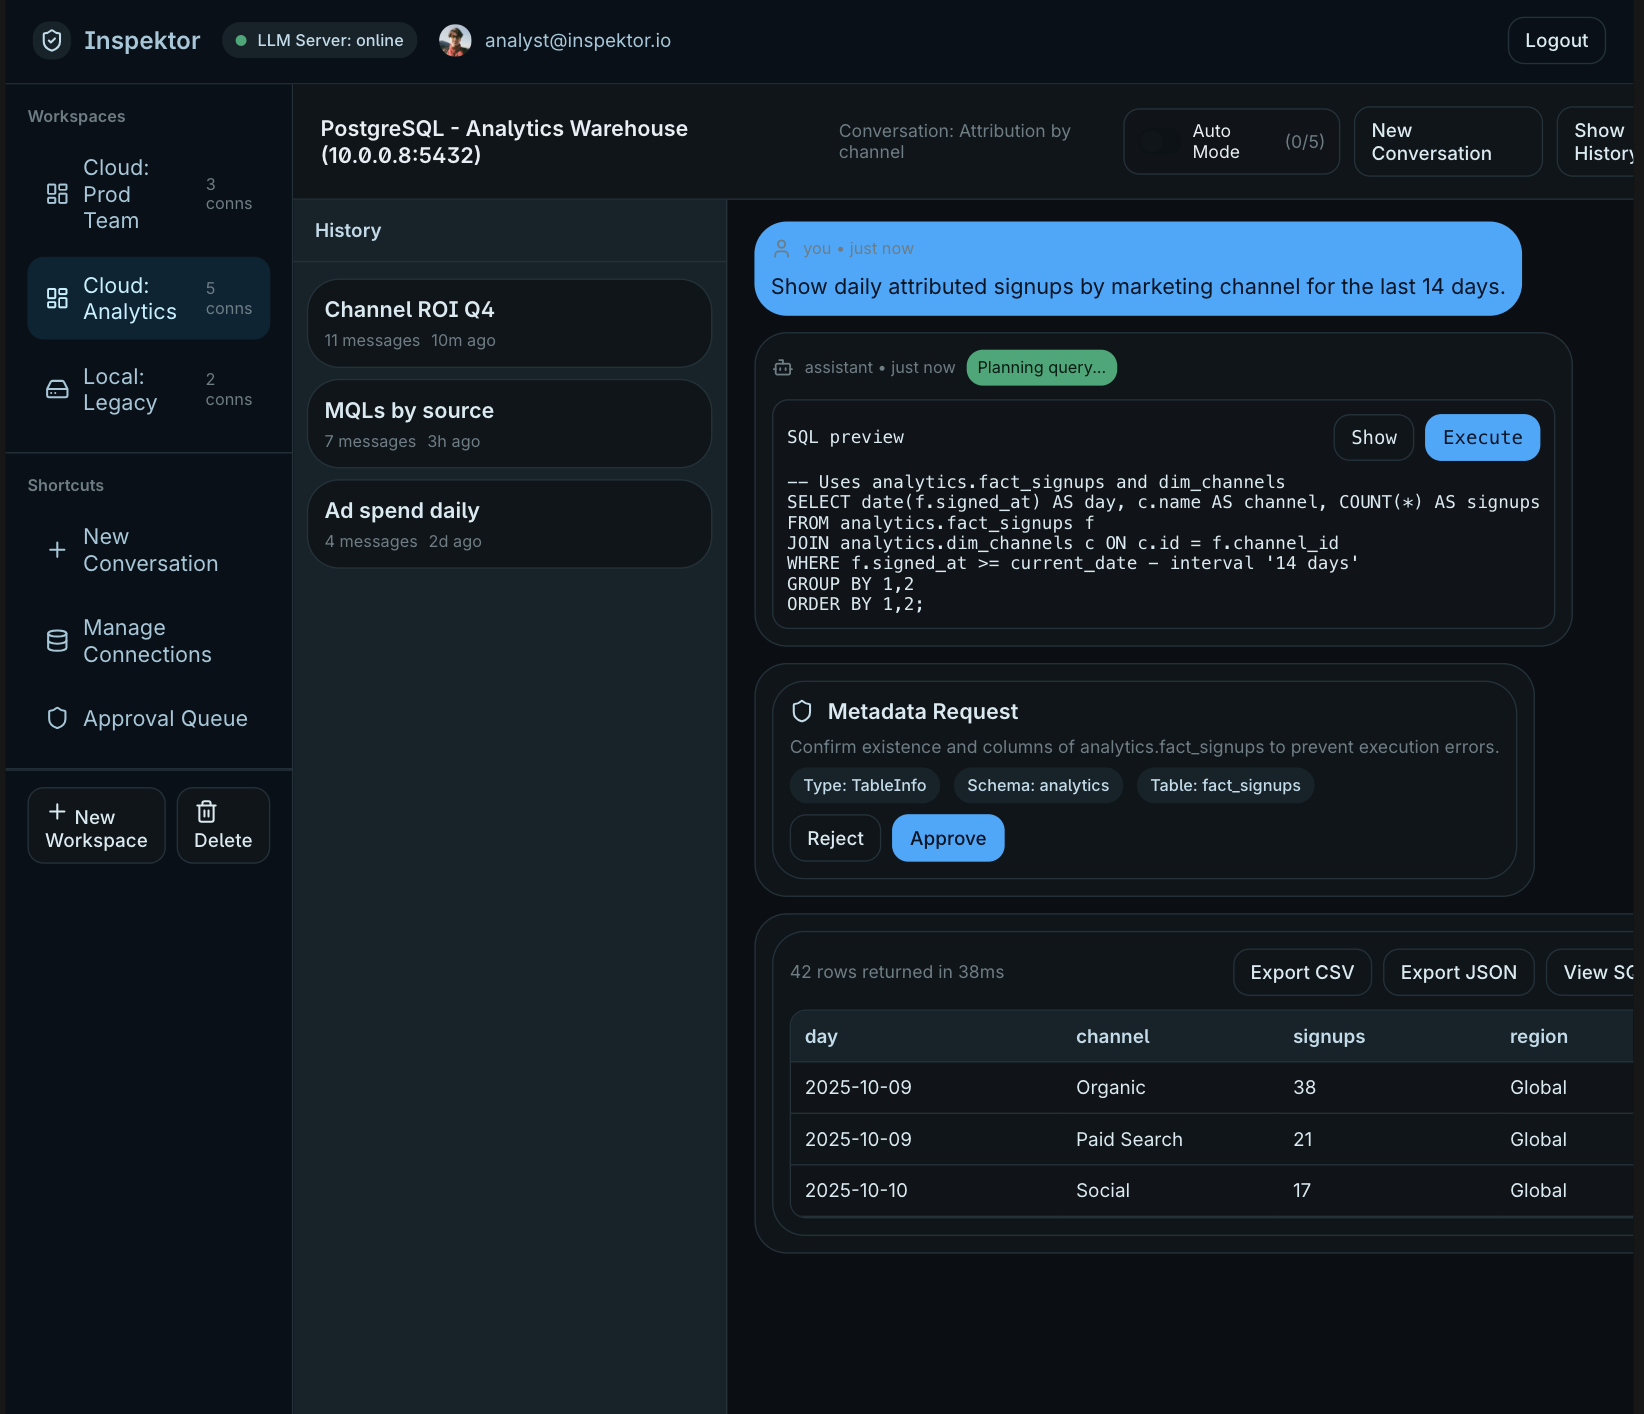 Inspektor
LLM Server: online
analyst@inspektor.io
Logout
Workspaces
Cloud:
Prod
Team
3
conns
Cloud:
Analytics
5
conns
Local:
Legacy
2
conns
Shortcuts
New
Conversation
Manage
Connections
Approval Queue
New
Workspace
Delete
PostgreSQL - Analytics Warehouse
(10.0.0.8:5432)
Conversation: Attribution by
channel
Auto
Mode
(0/5)
New
Conversation
Show
History
History
Channel ROI Q4
11 messages 10m ago
MQLs by source
7 messages 3h ago
Ad spend daily
4 messages 2d ago
you • just now
Show daily attributed signups by marketing channel for the last 14 days.
assistant • just now
Planning query...
SQL preview
Show
Execute
-- Uses analytics.fact_signups and dim_channels
SELECT date(f.signed_at) AS day, c.name AS channel, COUNT(*) AS signups
FROM analytics.fact_signups f
JOIN analytics.dim_channels c ON c.id = f.channel_id
WHERE f.signed_at >= current_date - interval '14 days'
GROUP BY 1,2
ORDER BY 1,2;
Metadata Request
Confirm existence and columns of analytics.fact_signups to prevent execution errors.
Type: TableInfo
Schema: analytics
Table: fact_signups
Reject
Approve
42 rows returned in 38ms
Export CSV
Export JSON
View
day channel signups region
2025-10-09 Organic 38 Global
2025-10-09 Paid Search 21 Global
2025-10-10 Social 17 Global